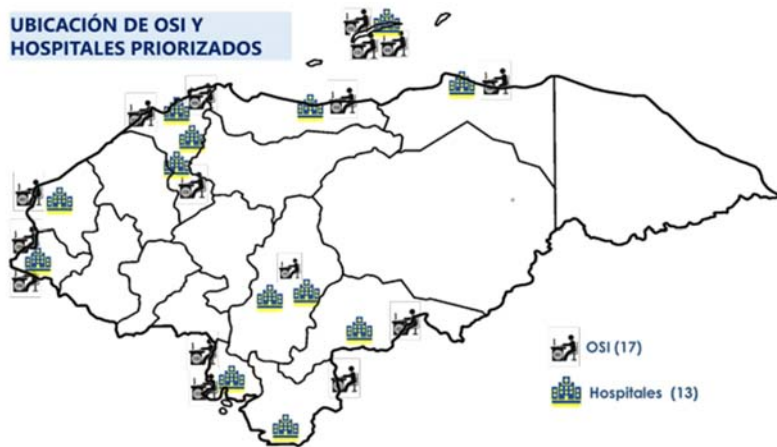 UBICACIÓN DE OSI Y
HOSPITALES PRIORIZADOS
OSI (17)
Hospitales (13)